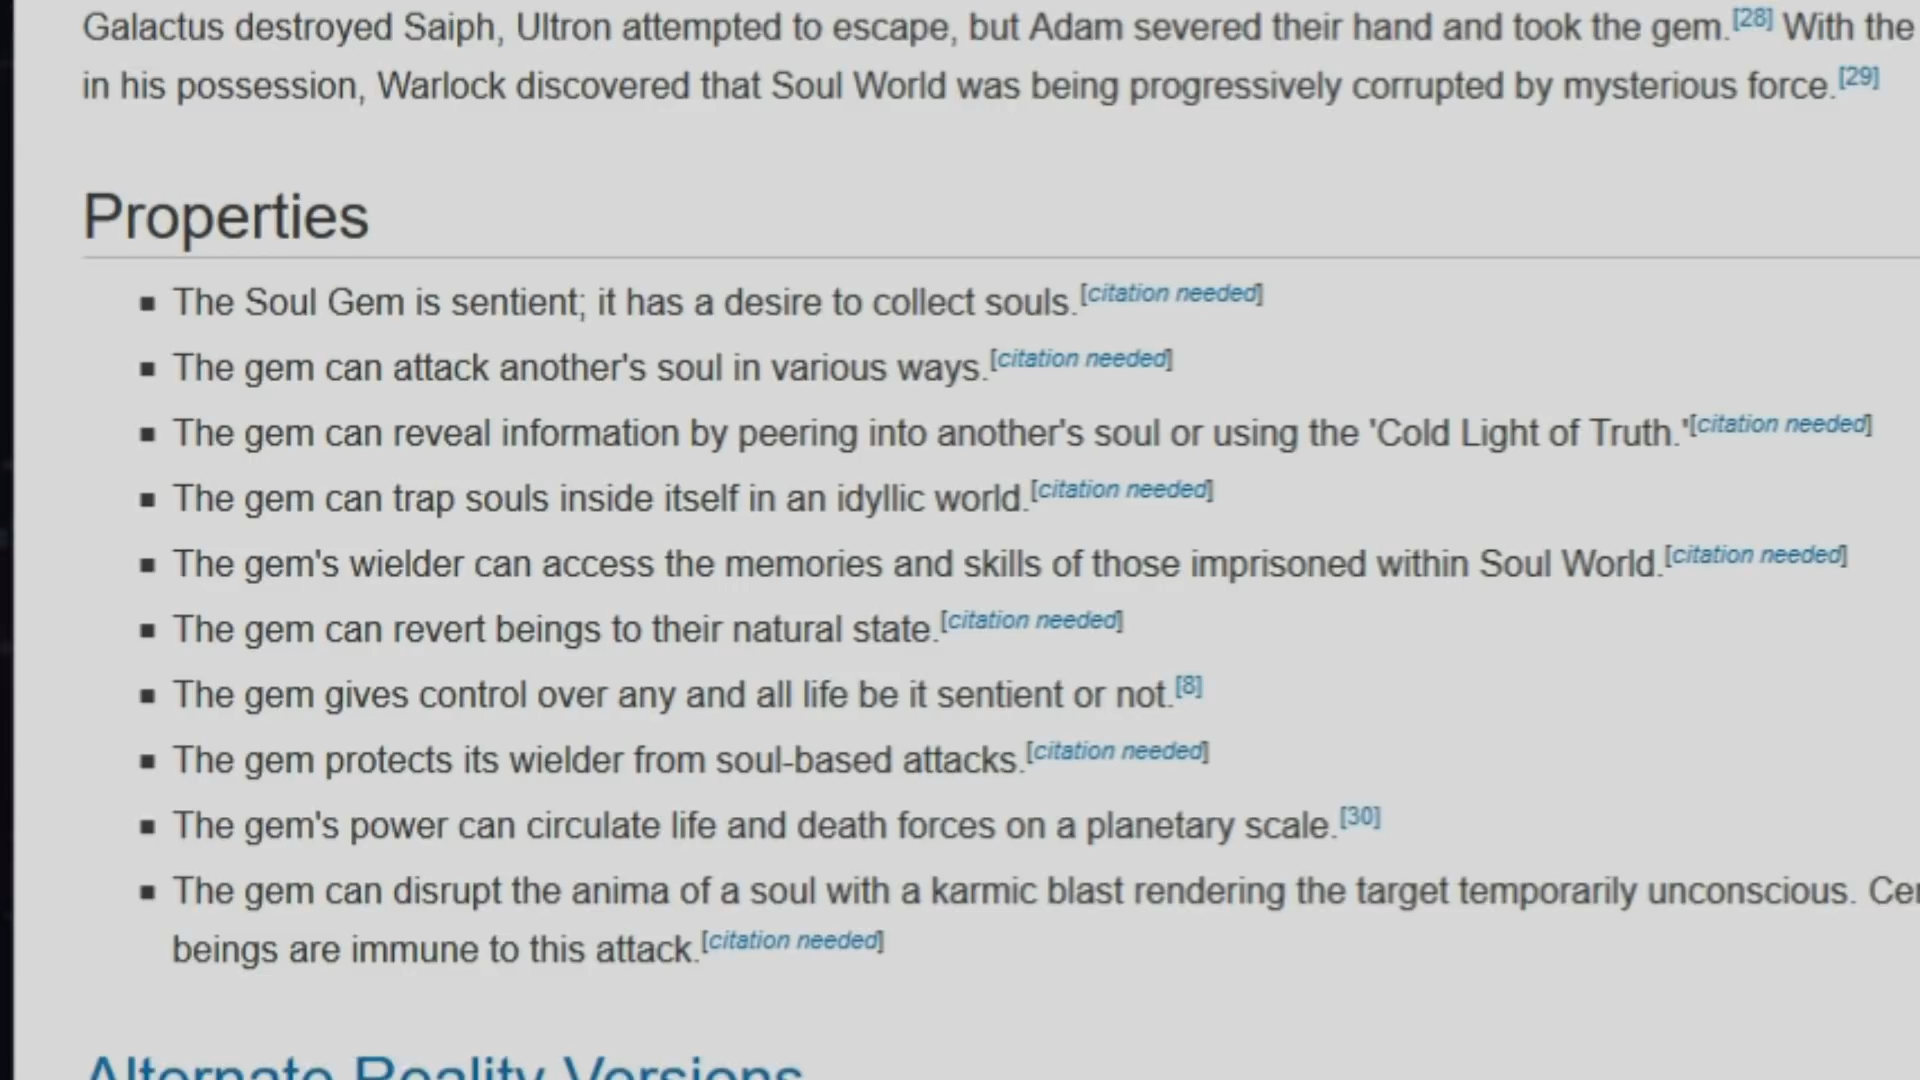 Galactus destroyed Saiph, Ultron attempted to escape, but Adam severed their hand and took the gem.[28] With the
in his possession, Warlock discovered that Soul World was being progressively corrupted by mysterious force.[29]
Properties
The Soul Gem is sentient; it has a desire to collect souls.[citation needed]
The gem can attack another's soul in various ways.[citation needed]
The gem can reveal information by peering into another's soul or using the 'Cold Light of Truth.'[citation needed]
The gem can trap souls inside itself in an idyllic world.[citation needed]
The gem's wielder can access the memories and skills of those imprisoned within Soul World.[citation needed]
The gem can revert beings to their natural state.[citation needed]
The gem gives control over any and all life be it sentient or not.[8]
The gem protects its wielder from soul-based attacks.[citation needed]
The gem's power can circulate life and death forces on a planetary scale.[30]
The gem can disrupt the anima of a soul with a karmic blast rendering the target temporarily unconscious.
beings are immune to this attack.[citation needed]
Alternate Reality Versions